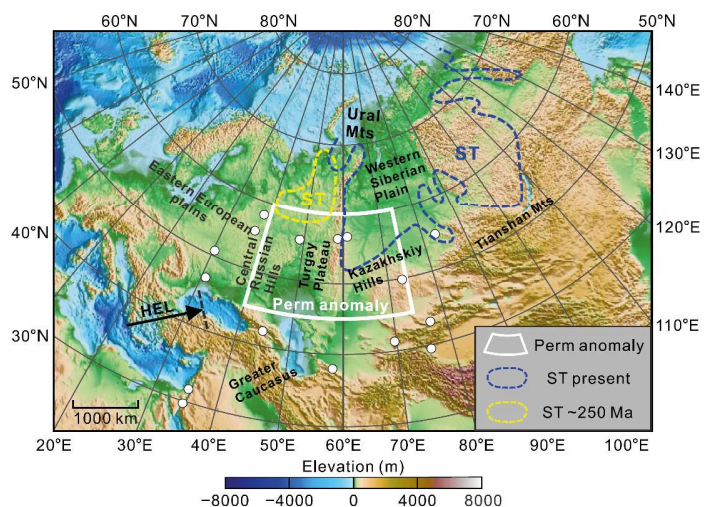 60°N 70°N 80°N 80°N 70°N 60°N 50°N
50°N
40°N
30°N
140°E
130°E
120°E
110°E
Ural
Mts
ST
Western
Siberian
Plain
Eastern European
plains
ST
Tianshan Mts
Central
Russian
Hills
Turgay
Plateau
Kazakhskiy
Hills
HEL
Perm anomaly
Greater
Caucasus
1000 km
Perm anomaly
ST present
ST ~250 Ma
20°E 30°E 40°E 50°E 60°E 70°E 80°E 90°E 100°E
Elevation (m)
−8000 −4000 0 4000 8000